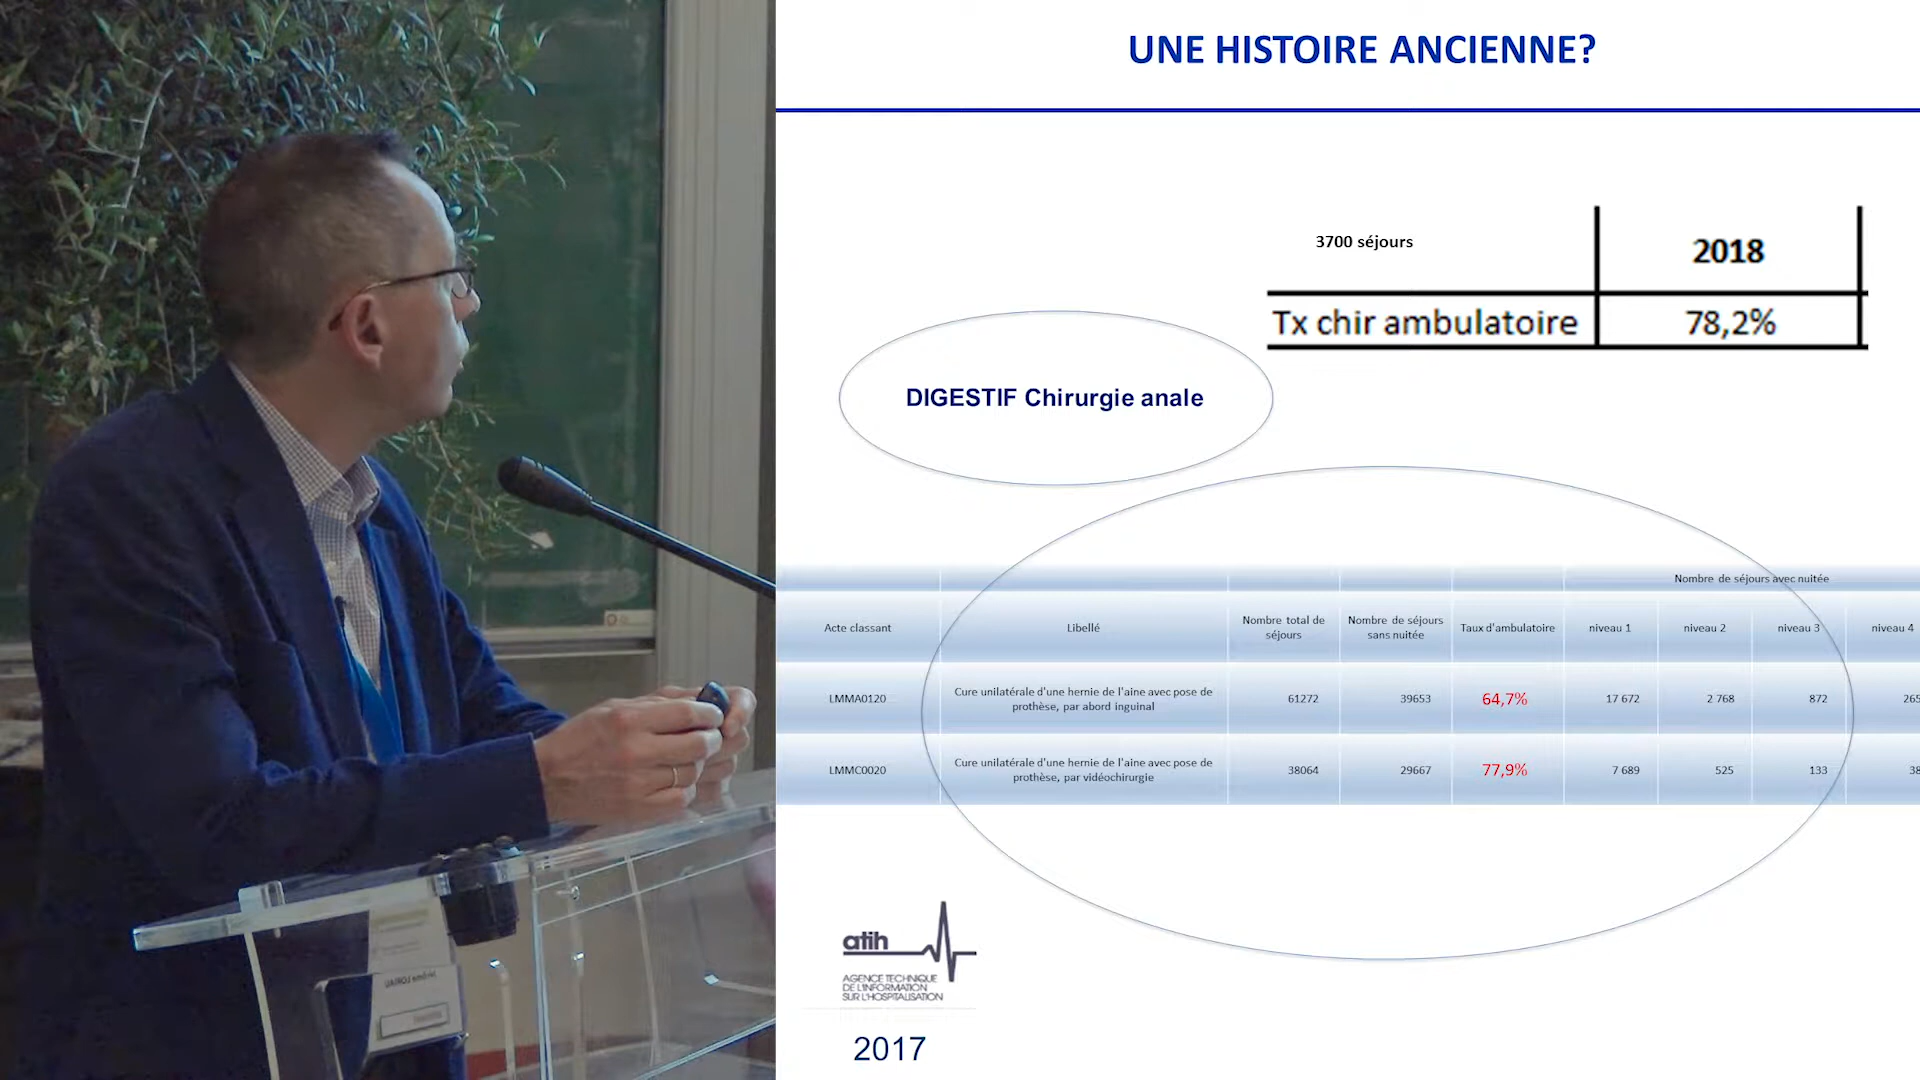 UNE HISTOIRE ANCIENNE?
3700 séjours
2018
Tx chir ambulatoire
78,2%
DIGESTIF Chirurgie anale
Nombre de séjours avec nuitée
Acte classant
Libellé
Nombre total de
séjours
Nombre de séjours
sans nuitée
Taux d'ambulatoire
niveau 1
niveau 2
niveau 3
niveau 4
LMMA0120
Cure unilatérale d'une hernie de l'aine avec pose de
prothèse, par abord inguinal
61272
39653
64,7%
17 672
2 768
872
265
LMMC0020
Cure unilatérale d'une hernie de l'aine avec pose de
prothèse, par vidéochirurgie
38064
29667
77,9%
7 689
525
133
38
atih
AGENCE TECHNIQUE
DE L'INFORMATION
SUR L'HOSPITALISATION
2017